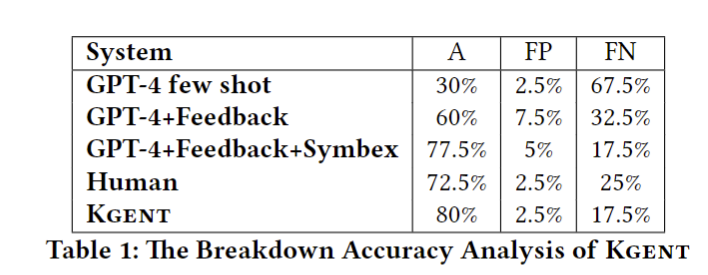 System A FP FN
GPT-4 few shot 30% 2.5% 67.5%
GPT-4+Feedback 60% 7.5% 32.5%
GPT-4+Feedback+Symbex 77.5% 5% 17.5%
Human 72.5% 2.5% 25%
KGENT 80% 2.5% 17.5%
Table 1: The Breakdown Accuracy Analysis of KGENT